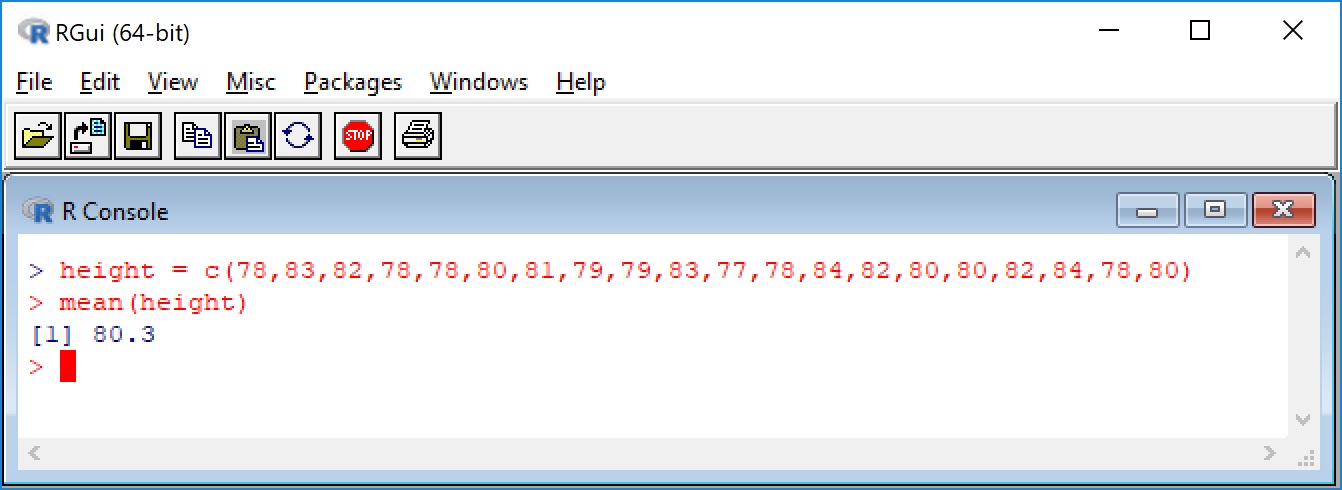 RGui (64-bit)
File Edit View Misc Packages Windows Help
STOP
R Console
> height = c(78,83,82,78,78,80,81,79,79,83,77,78,84,82,80,80,82,84,78,80)
> mean(height)
[1] 80.3
>